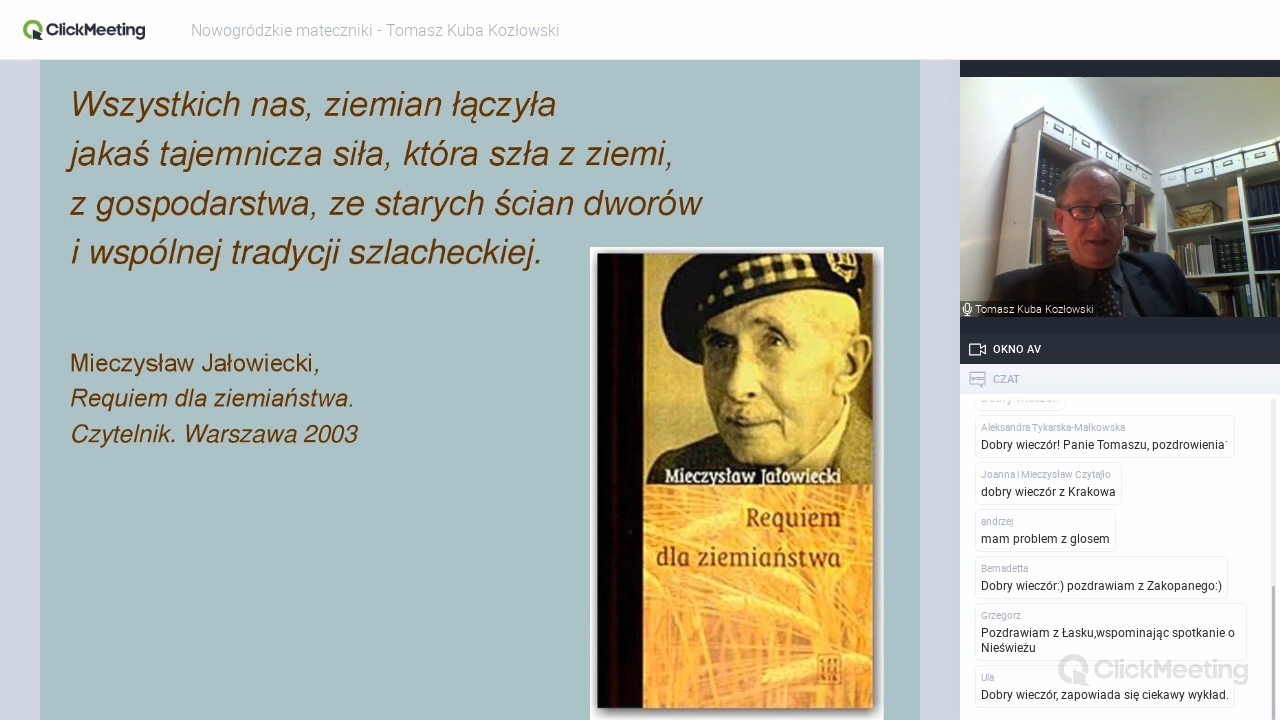 ClickMeeting
Nowogródzkie mateczniki - Tomasz Kuba Kozłowski
Wszystkich nas, ziemian łączyła
jakaś tajemnicza siła, która szła z ziemi,
z gospodarstwa, ze starych ścian dworów
i wspólnej tradycji szlacheckiej.
Mieczysław Jałowiecki,
Requiem dla ziemiaństwa.
Czytelnik. Warszawa 2003
Mieczysław Jałowiecki
Requiem
dla ziemiaństwa
Tomasz Kuba Kozłowski
OKNO AV
CZAT
Dobry wieczór.
Aleksandra Tykarska-Małkowska
Dobry wieczór! Panie Tomaszu, pozdrowienia
Joanna i Mieczysław Czytajło
dobry wieczór z Krakowa
andrzej
mam problem z glosem
Bernadetta
Dobry wieczór:) pozdrawiam z Zakopanego:)
Grzegorz
Pozdrawiam z Łasku,wspominając spotkanie o
Nieświeżu
Ula
Dobry wieczór, zapowiada się ciekawy wykład.
ClickMeeting